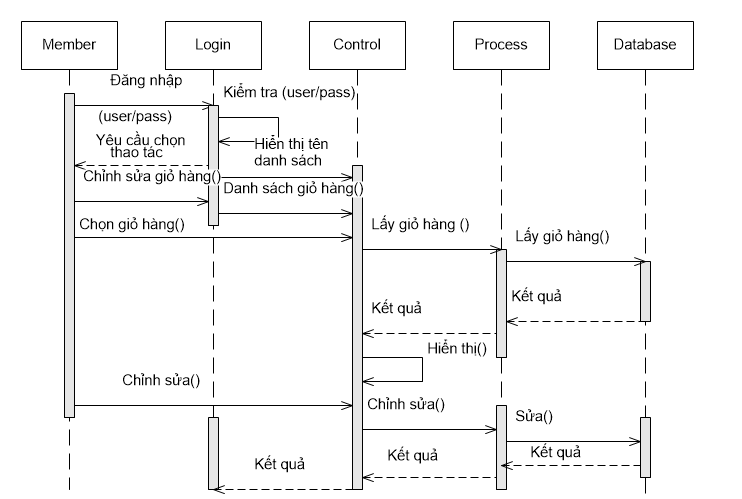 Member
Login
Control
Process
Database
Đăng nhập
(user/pass)
Kiểm tra (user/pass)
Yêu cầu chọn
thao tác
Hiển thị tên
danh sách
Chỉnh sửa giỏ hàng()
Danh sách giỏ hàng()
Chọn giỏ hàng()
Lấy giỏ hàng ()
Lấy giỏ hàng()
Kết quả
Kết quả
Hiển thị()
Chỉnh sửa()
Chỉnh sửa()
Sửa()
Kết quả
Kết quả
Kết quả